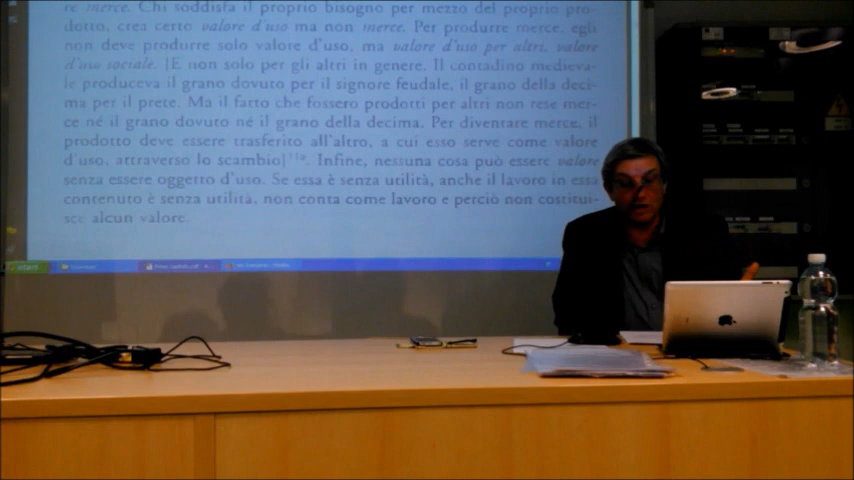 re merce. Chi soddisfa il proprio bisogno per mezzo del proprio pro-
dotto, crea certo valore d'uso ma non merce. Per produrre merce, egli
non deve produrre solo valore d'uso, ma valore d'uso per altri, valore
d'uso sociale. [E non solo per gli altri in genere. Il contadino medieva-
le produceva il grano dovuto per il signore feudale, il grano della deci-
ma per il prete. Ma il fatto che fossero prodotti per altri non rese mer-
ce né il grano dovuto né il grano della decima. Per diventare merce, il
prodotto deve essere trasferito all'altro, a cui esso serve come valore
d'uso, attraverso lo scambio]. Infine, nessuna cosa può essere valore
senza essere oggetto d'uso. Se essa è senza utilità, anche il lavoro in essa
contenuto è senza utilità, non conta come lavoro e perciò non costitui-
sce alcun valore.
start